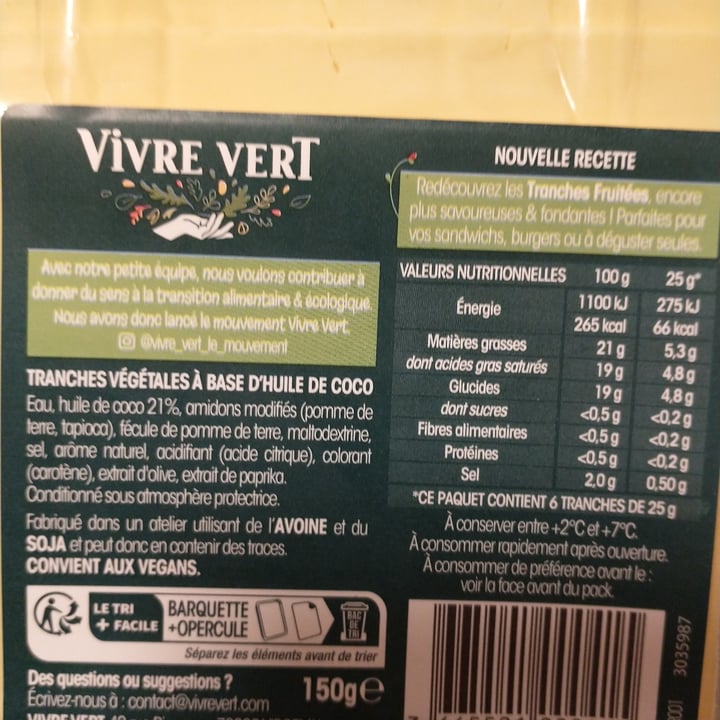 VIVRE VERT
Avec notre petite équipe, nous voulons contribuer à
donner du sens à la transition alimentaire & écologique.
Nous avons donc lancé le mouvement Vivre Vert.
@vivre_vert_le_mouvement
TRANCHES VÉGÉTALES À BASE D'HUILE DE COCO
Eau, huile de coco 21%, amidons modifiés (pomme de
terre, tapioca), fécule de pomme de terre, maltodextrine,
sel, arôme naturel, acidifiant (acide citrique), colorant
(carotène), extrait d'olive, extrait de paprika.
Conditionné sous atmosphère protectrice.
Fabriqué dans un atelier utilisant de l'AVOINE et du
SOJA et peut donc en contenir des traces.
CONVIENT AUX VEGANS.
LE TRI
+ FACILE
BARQUETTE
+OPERCULE
BAC
DE
TRI
Séparez les éléments avant de trier
Des questions ou suggestions ?
Écrivez-nous à : contact@vivrevert.com
150g e
NOUVELLE RECETTE
Redécouvrez les Tranches Fruitées, encore
plus savoureuses & fondantes ! Parfaites pour
vos sandwichs, burgers ou à déguster seules.
VALEURS NUTRITIONNELLES 100 g 25 g*
Énergie 1100 kJ 275 kJ
265 kcal 66 kcal
Matières grasses 21 g 5,3 g
dont acides gras saturés 19 g 4,8 g
Glucides 19 g 4,8 g
dont sucres <0,5 g <0,2 g
Fibres alimentaires <0,5 g <0,2 g
Protéines <0,5 g <0,2 g
Sel 2,0 g 0,50 g
*CE PAQUET CONTIENT 6 TRANCHES DE 25 g
À conserver entre +2°C et +7°C.
À consommer rapidement après ouverture.
À consommer de préférence avant le :
voir la face avant du pack.
3035987